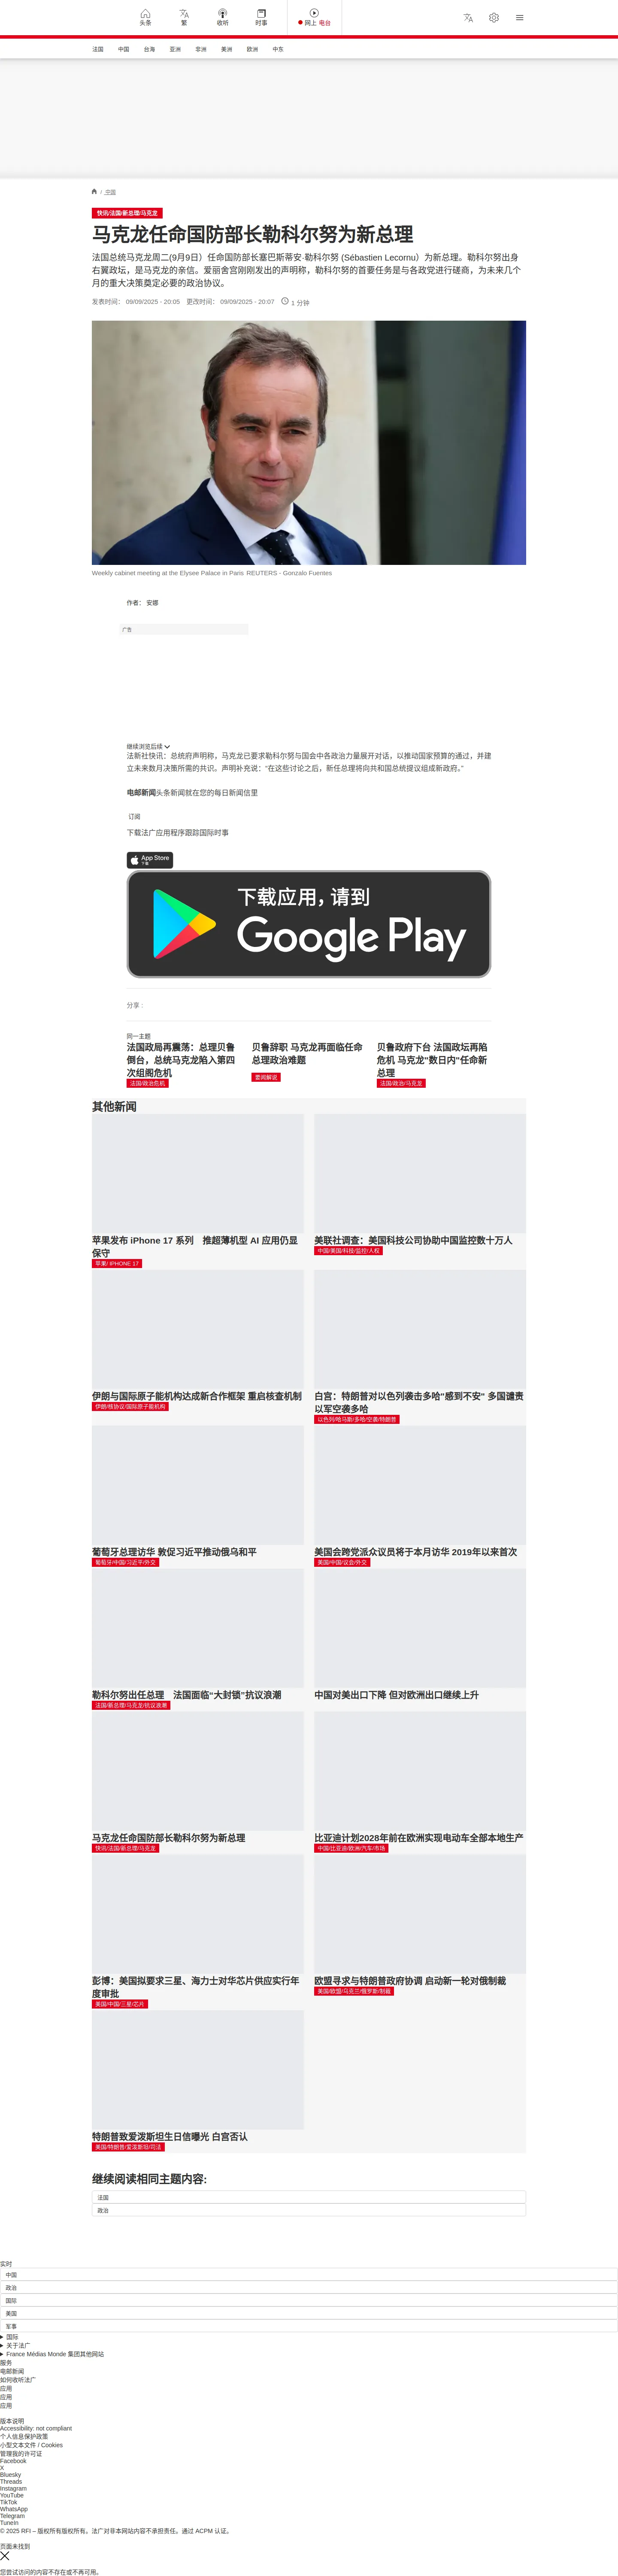 头条
繁
收听
时事
网上 电台
法国
中国
台海
亚洲
非洲
美洲
欧洲
中东
/ 中国
快讯/法国/新总理/马克龙
马克龙任命国防部长勒科尔努为新总理
法国总统马克龙周二(9月9日）任命国防部长塞巴斯蒂安·勒科尔努 (Sébastien Lecornu）为新总理。勒科尔努出身
右翼政坛，是马克龙的亲信。爱丽舍宫刚刚发出的声明称，勒科尔努的首要任务是与各政党进行磋商，为未来几个
月的重大决策奠定必要的政治协议。
发表时间： 09/09/2025 - 20:05 更改时间： 09/09/2025 - 20:07 1 分钟
Weekly cabinet meeting at the Elysee Palace in Paris REUTERS - Gonzalo Fuentes
作者： 安娜
广告
继续浏览后续
法新社快讯：总统府声明称，马克龙已要求勒科尔努与国会中各政治力量展开对话，以推动国家预算的通过，并建
立未来数月决策所需的共识。声明补充说：“在这些讨论之后，新任总理将向共和国总统提议组成新政府。”
电邮新闻头条新闻就在您的每日新闻信里
订阅
下载法广应用程序跟踪国际时事
App Store
下载
下载应用，请到
Google Play
分享 :
同一主题
法国政局再震荡：总理贝鲁
倒台，总统马克龙陷入第四
次组阁危机
法国/政治危机
贝鲁辞职 马克龙再面临任命
总理政治难题
要闻解说
贝鲁政府下台 法国政坛再陷
危机 马克龙"数日内"任命新
总理
法国/政治/马克龙
其他新闻
苹果发布 iPhone 17 系列　推超薄机型 AI 应用仍显
保守
苹果/ IPHONE 17
美联社调查：美国科技公司协助中国监控数十万人
中国/美国/科技/监控/人权
伊朗与国际原子能机构达成新合作框架 重启核查机制
伊朗/核协议/国际原子能机构
白宫：特朗普对以色列袭击多哈"感到不安" 多国谴责
以军空袭多哈
以色列/哈马斯/多哈/空袭/特朗普
葡萄牙总理访华 敦促习近平推动俄乌和平
葡萄牙/中国/习近平/外交
美国会跨党派众议员将于本月访华 2019年以来首次
美国/中国/议会/外交
勒科尔努出任总理　法国面临“大封锁”抗议浪潮
法国/新总理/马克龙/抗议浪潮
中国对美出口下降 但对欧洲出口继续上升
马克龙任命国防部长勒科尔努为新总理
快讯/法国/新总理/马克龙
比亚迪计划2028年前在欧洲实现电动车全部本地生产
中国/比亚迪/欧洲/汽车/市场
彭博：美国拟要求三星、海力士对华芯片供应实行年
度审批
美国/中国/三星/芯片
欧盟寻求与特朗普政府协调 启动新一轮对俄制裁
美国/欧盟/乌克兰/俄罗斯/制裁
特朗普致爱泼斯坦生日信曝光 白宫否认
美国/特朗普/爱泼斯坦/司法
继续阅读相同主题内容:
法国
政治
实时
中国
政治
国际
美国
军事
国际
关于法广
France Médias Monde 集团其他网站
服务
电邮新闻
如何收听法广
应用
应用
应用
版本说明
Accessibility: not compliant
个人信息保护政策
小型文本文件 / Cookies
管理我的许可证
Facebook
X
Bluesky
Threads
Instagram
YouTube
TikTok
WhatsApp
Telegram
TuneIn
© 2025 RFI – 版权所有版权所有。法广对非本网站内容不承担责任。通过 ACPM 认证。
页面未找到
您尝试访问的内容不存在或不再可用。